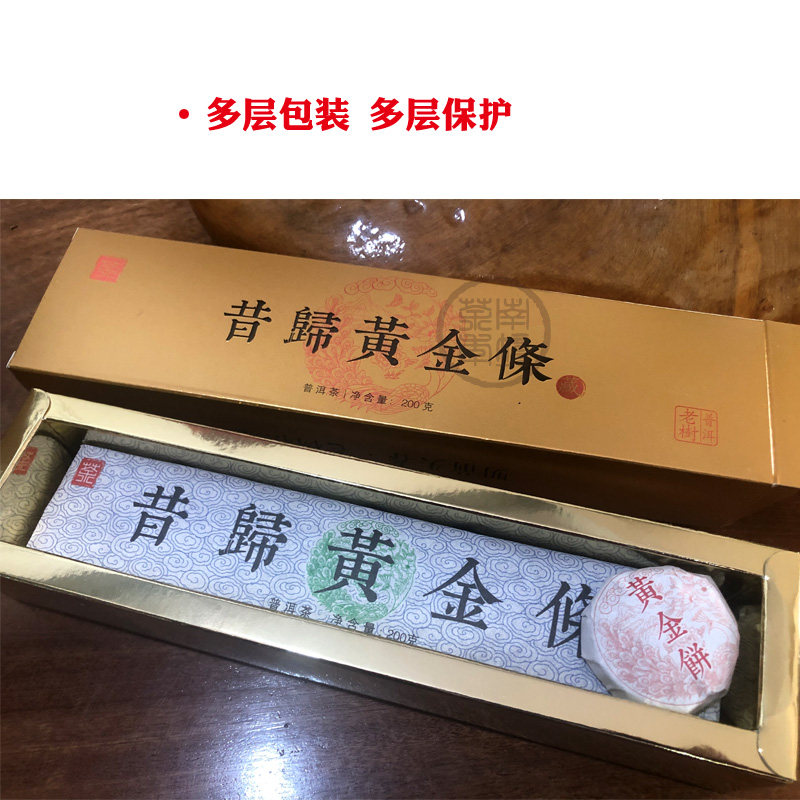 • 多层包装 多层保护
昔歸黃金條
普洱茶 | 净含量：200克
普洱
老樹
茶
昔歸黃金條
普洱茶 | 净含量：200克
黃金餅